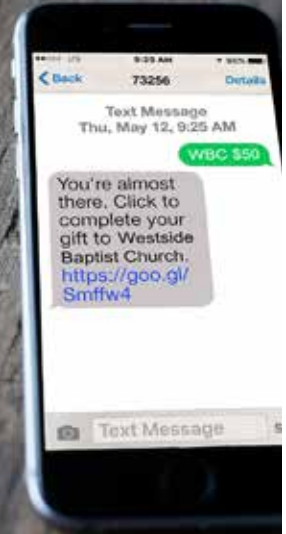 9:25 AM
Back 73256 Details
Text Message
Thu, May 12, 9:25 AM
WBC $50
You're almost
there. Click to
complete your
gift to Westside
Baptist Church.
https://goo.gl/
Smffw4
Text Message